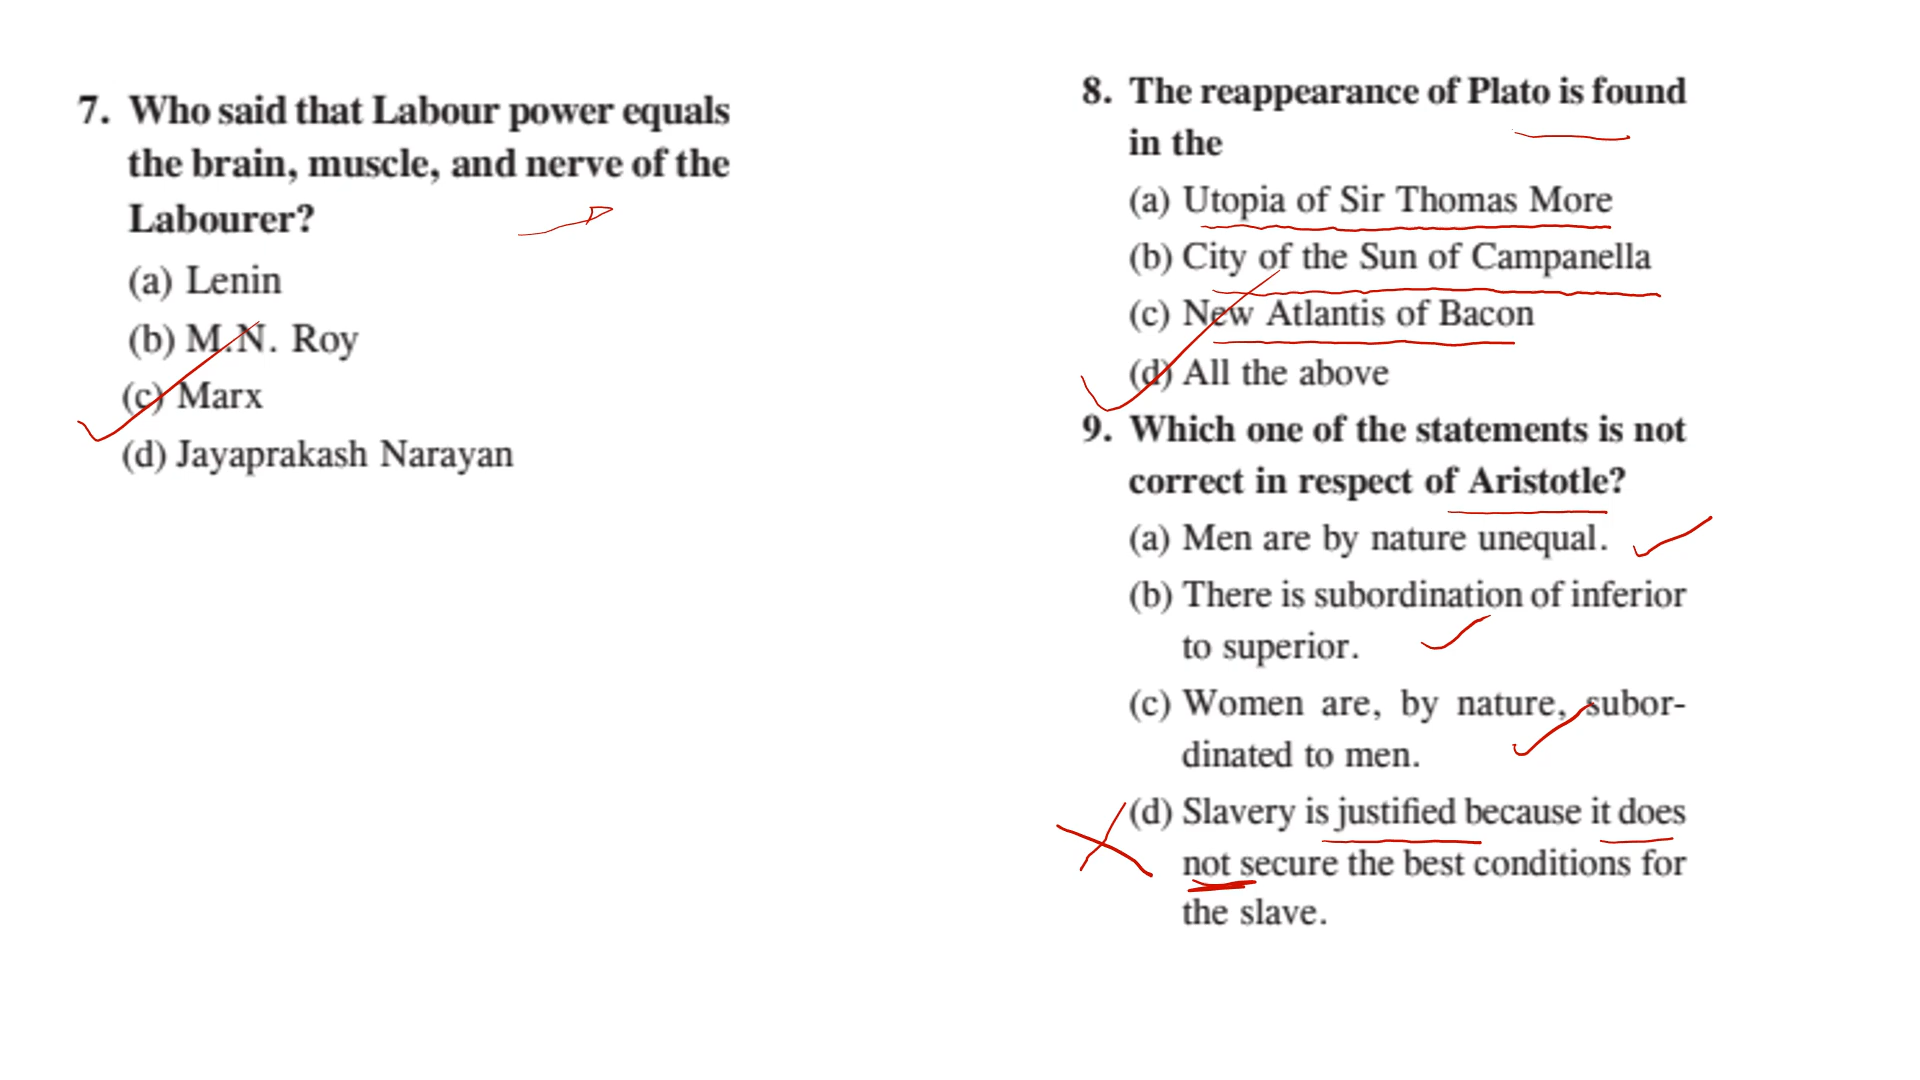 7. Who said that Labour power equals
the brain, muscle, and nerve of the
Labourer?
(a) Lenin
(b) M.N. Roy
(c) Marx
(d) Jayaprakash Narayan
8. The reappearance of Plato is found
in the
(a) Utopia of Sir Thomas More
(b) City of the Sun of Campanella
(c) New Atlantis of Bacon
(d) All the above
9. Which one of the statements is not
correct in respect of Aristotle?
(a) Men are by nature unequal.
(b) There is subordination of inferior
to superior.
(c) Women are, by nature, subor-
dinated to men.
(d) Slavery is justified because it does
not secure the best conditions for
the slave.